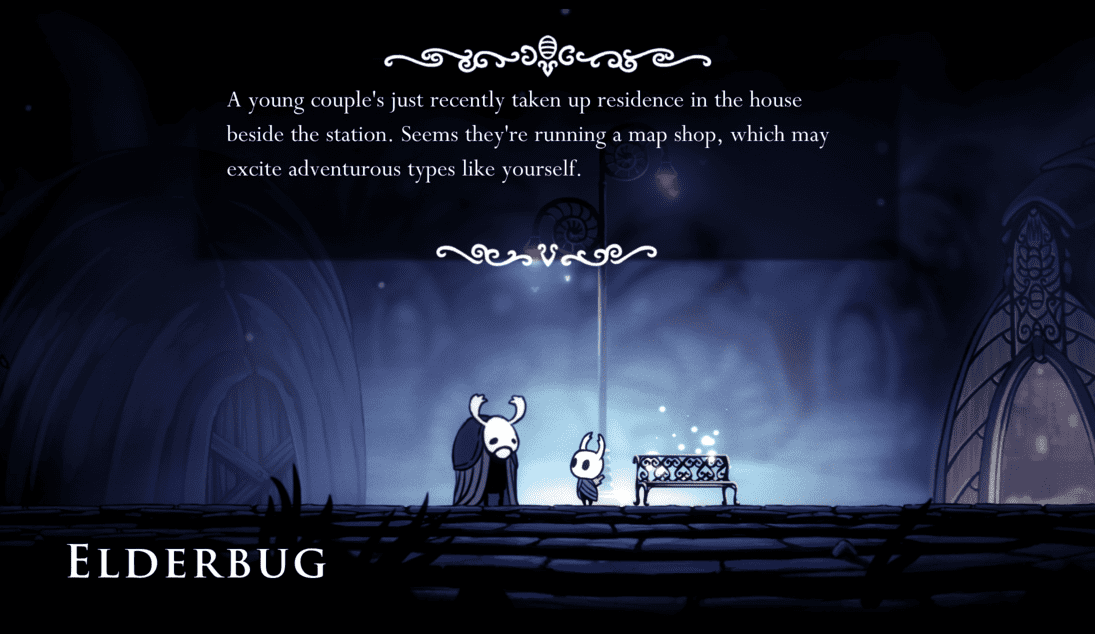 A young couple's just recently taken up residence in the house
beside the station. Seems they're running a map shop, which may
excite adventurous types like yourself.
ELDERBUG